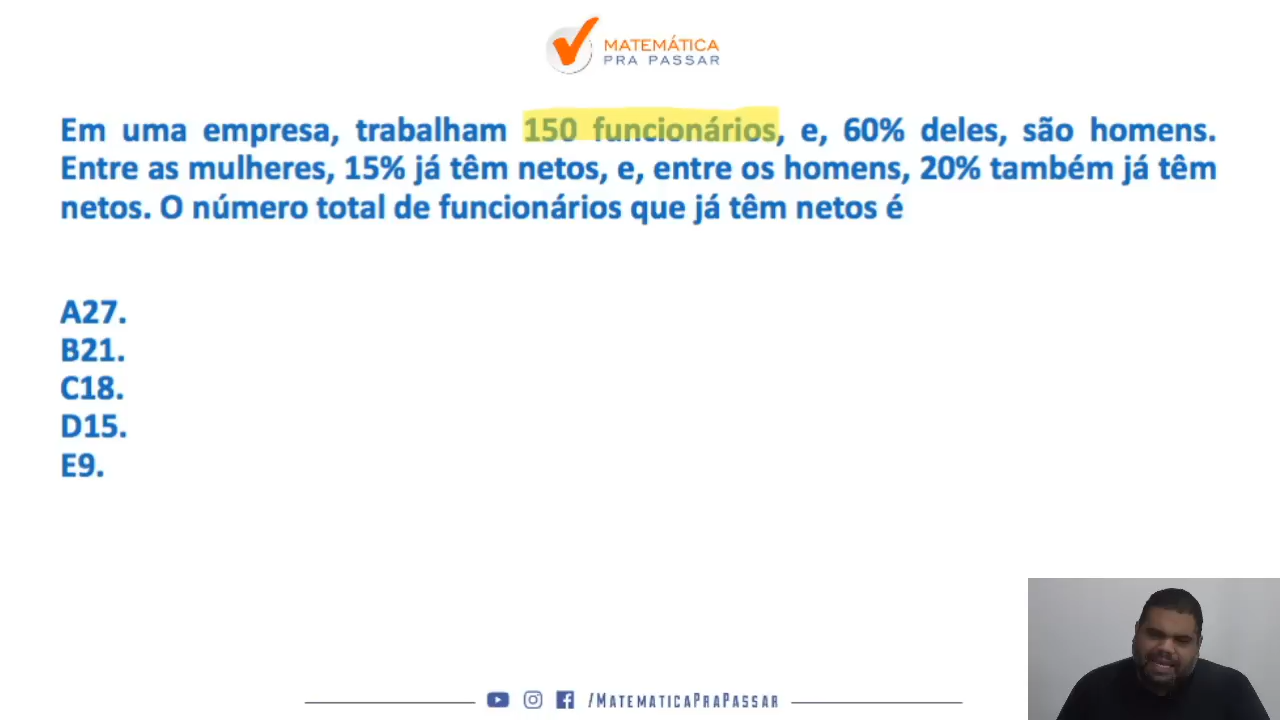 MATEMÁTICA
PRA PASSAR
Em uma empresa, trabalham 150 funcionários, e, 60% deles, são homens.
Entre as mulheres, 15% já têm netos, e, entre os homens, 20% também já têm
netos. O número total de funcionários que já têm netos é
A27.
B21.
C18.
D15.
E9.
/MATEMATICAPRAPASSAR